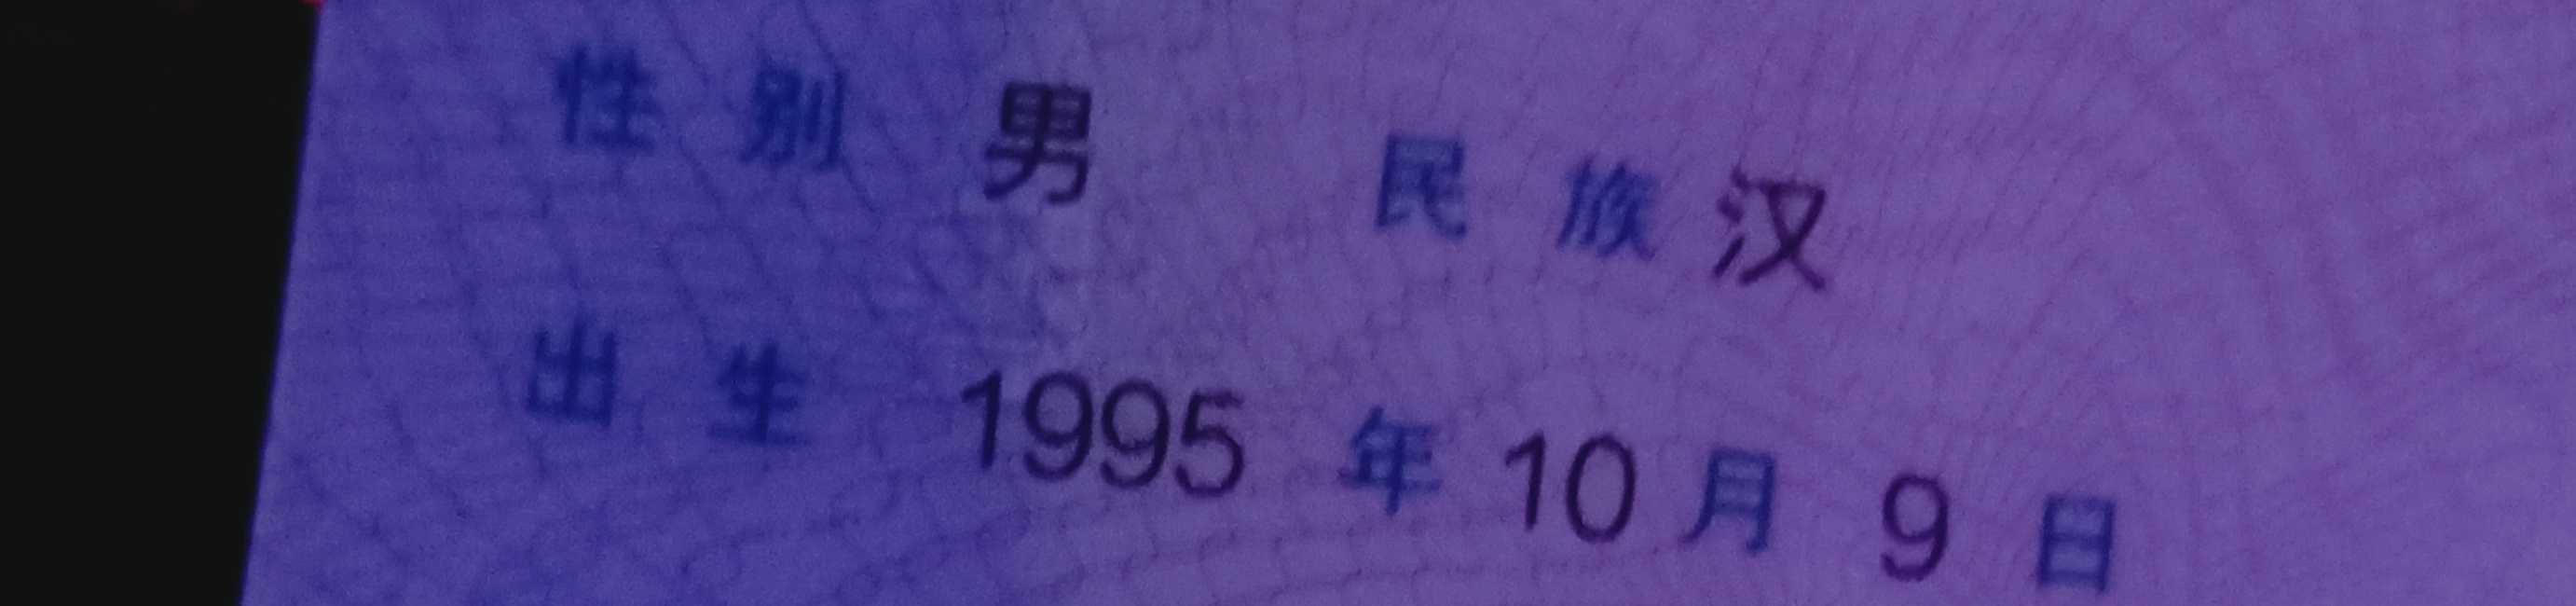 性别 男 民族 汉
出生 1995 年 10 月 9 日